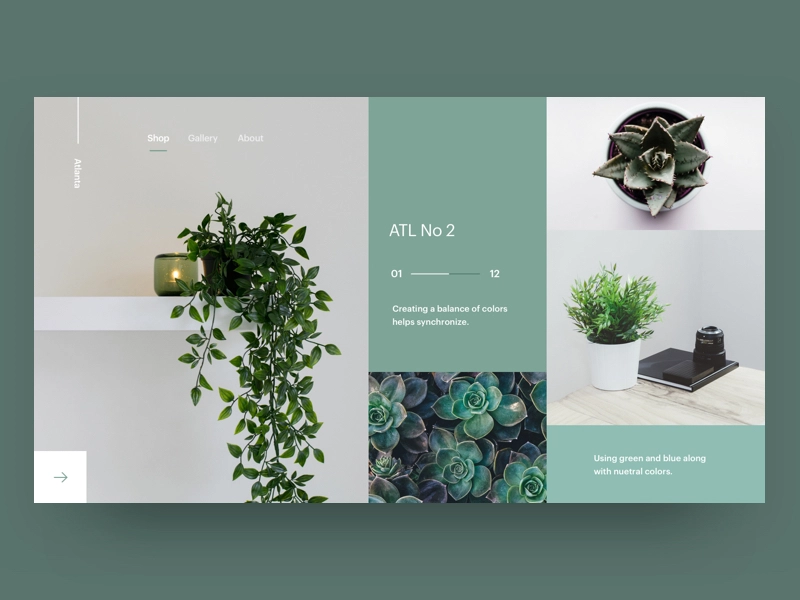 Atlanta
Shop Gallery About
ATL No 2
01 12
Creating a balance of colors
helps synchronize.
Using green and blue along
with nuetral colors.